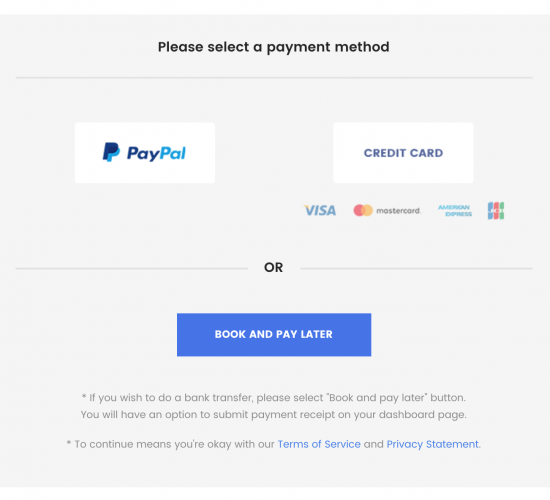 Please select a payment method
PayPal
CREDIT CARD
VISA
mastercard.
AMERICAN
EXPRESS
JCB
OR
BOOK AND PAY LATER
* If you wish to do a bank transfer, please select "Book and pay later" button.
You will have an option to submit payment receipt on your dashboard page.
* To continue means you're okay with our Terms of Service and Privacy Statement.